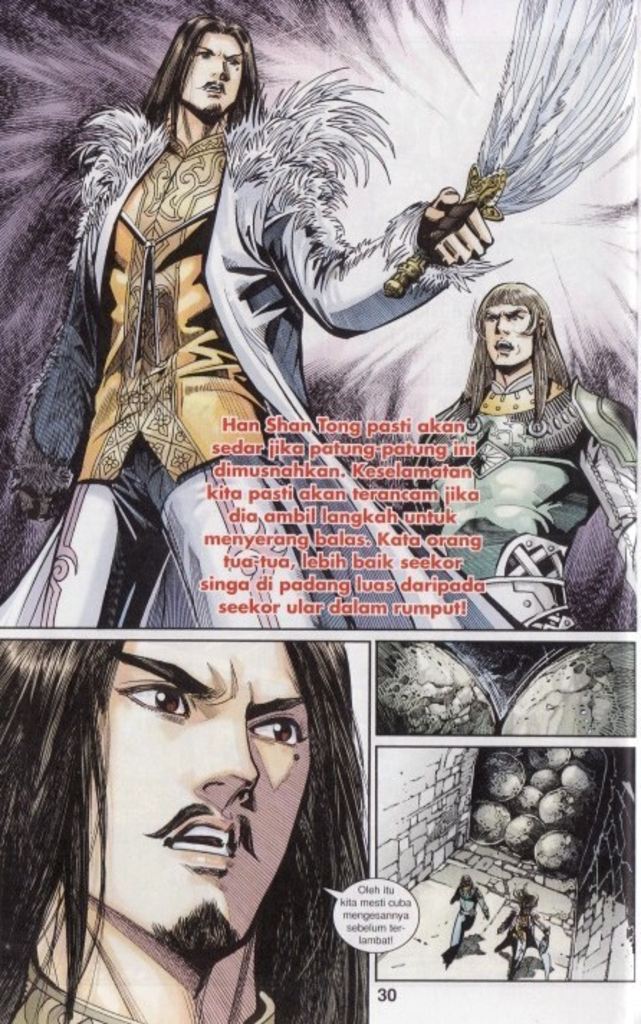 Han Shan Tong pasti akan
sedar jika patung-patung ini
dimusnahkan. Keselamatan
kita pasti akan terancam jika
dia ambil langkah untuk
menyerang balas. Kata orang
tua-tua, lebih baik seekor
singa di padang luas daripada
seekor ular dalam rumput!
Oleh itu
kita mesti cuba
mengesannya
sebelum ter-
lambat!
30